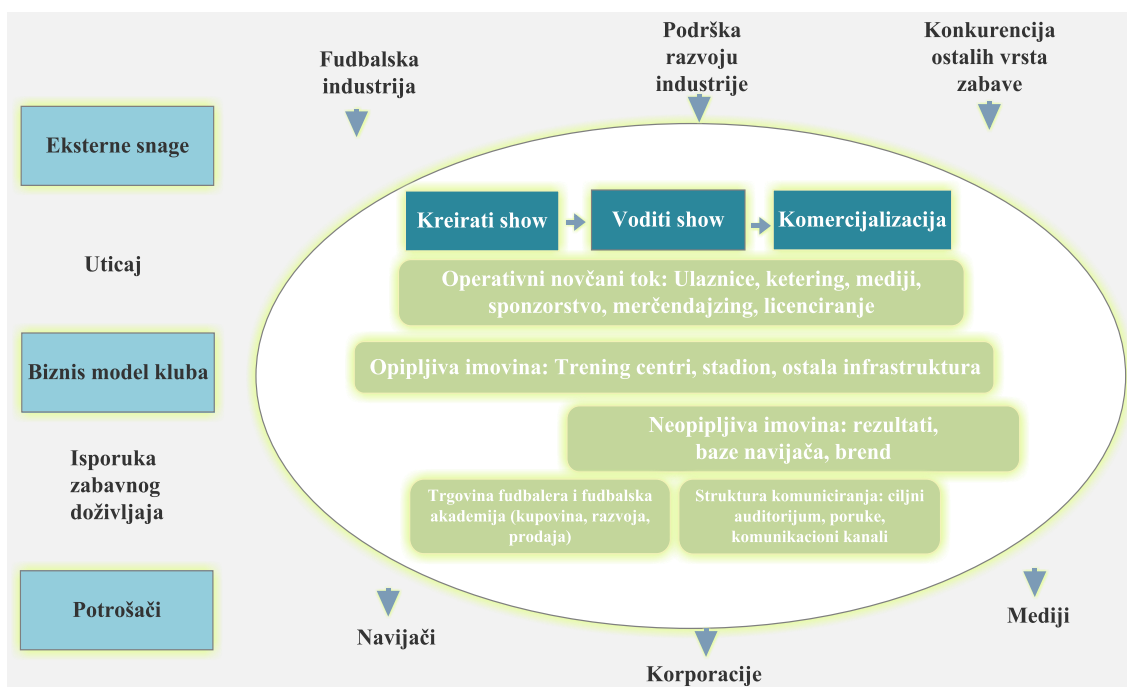 Fudbalska
industrija
Podrška
razvoju
industrije
Konkurencija
ostalih vrsta
zabave
Eksterne snage
Kreirati show
Voditi show
Komercijalizacija
Uticaj
Operativni novčani tok: Ulaznice, ketering, mediji,
sponzorstvo, merčendajzing, licenciranje
Biznis model kluba
Opipljiva imovina: Trening centri, stadion, ostala infrastruktura
Neopipljiva imovina: rezultati,
baze navijača, brend
Isporuka
zabavnog
doživljaja
Trgovina fudbalera i fudbalska
akademija (kupovina, razvoja,
prodaja)
Struktura komuniciranja: ciljni
auditorijum, poruke,
komunikacioni kanali
Potrošači
Navijači
Korporacije
Mediji